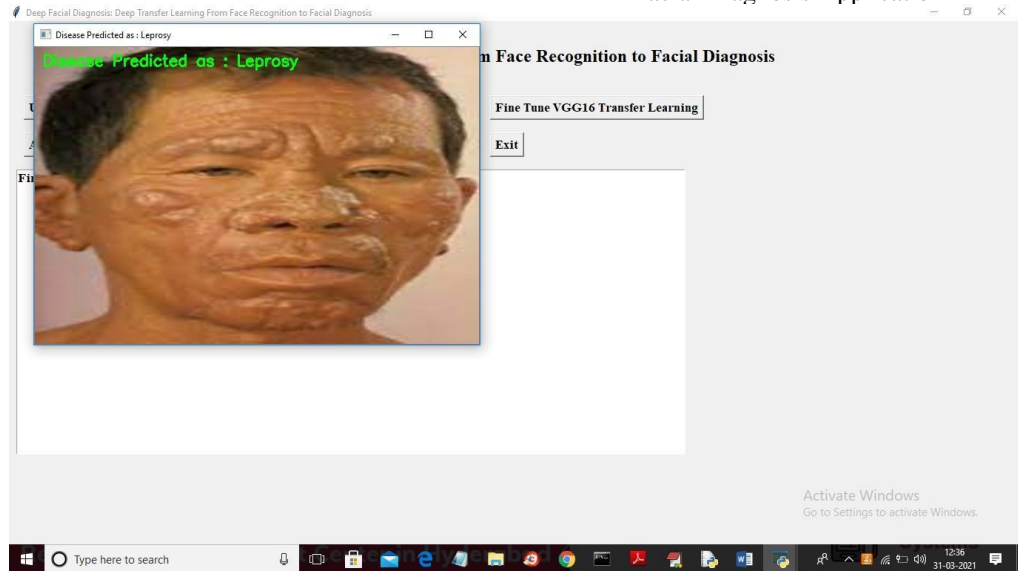 Deep Facial Diagnosis: Deep Transfer Learning From Face Recognition to Facial Diagnosis
Disease Predicted as : Leprosy
Disease Predicted as : Leprosy
Face Recognition to Facial Diagnosis
Fine Tune VGG16 Transfer Learning
Exit
Activate Windows
Go to Settings to activate Windows.
Type here to search
12:36
31-03-2021